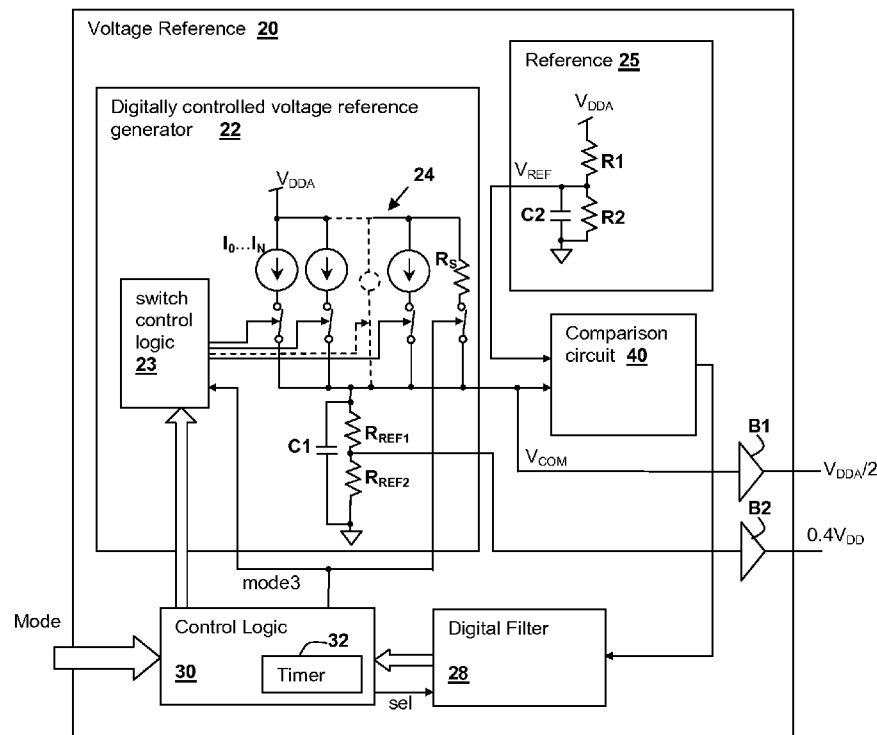 Voltage Reference 20
Reference 25
VDDA
R1
VREF
C2
R2
Digitally controlled voltage reference
generator 22
VDDA
24
I0...IN
RS
switch
control
logic
23
Comparison
circuit 40
C1
RREF1
RREF2
VCOM
B1
VDDA/2
B2
0.4VDD
mode3
Mode
Control Logic
32
Timer
30
sel
Digital Filter
28